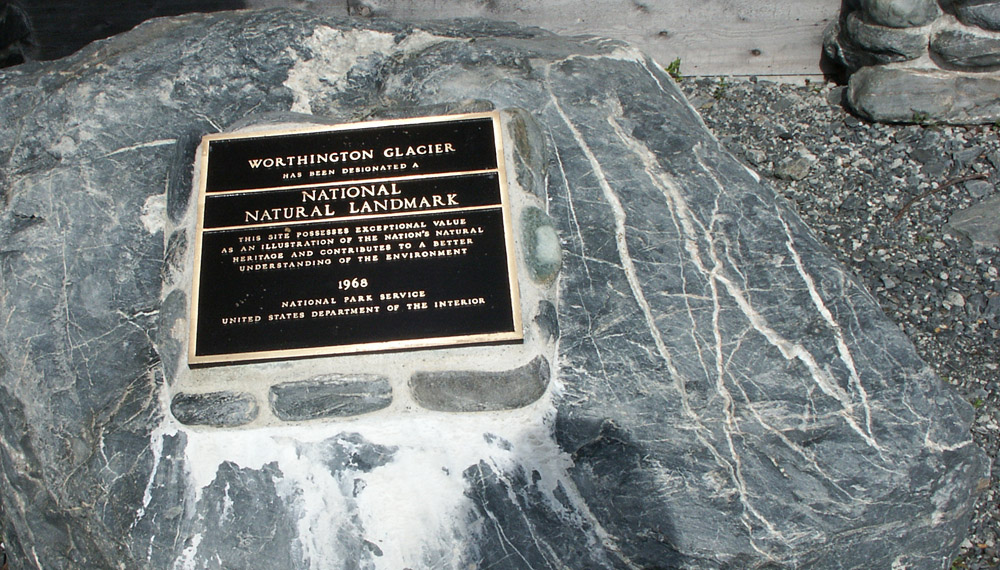 WORTHINGTON GLACIER
HAS BEEN DESIGNATED A
NATIONAL
NATURAL LANDMARK
THIS SITE POSSESSES EXCEPTIONAL VALUE
AS AN ILLUSTRATION OF THE NATION'S NATURAL
HERITAGE AND CONTRIBUTES TO A BETTER
UNDERSTANDING OF THE ENVIRONMENT
1968
NATIONAL PARK SERVICE
UNITED STATES DEPARTMENT OF THE INTERIOR